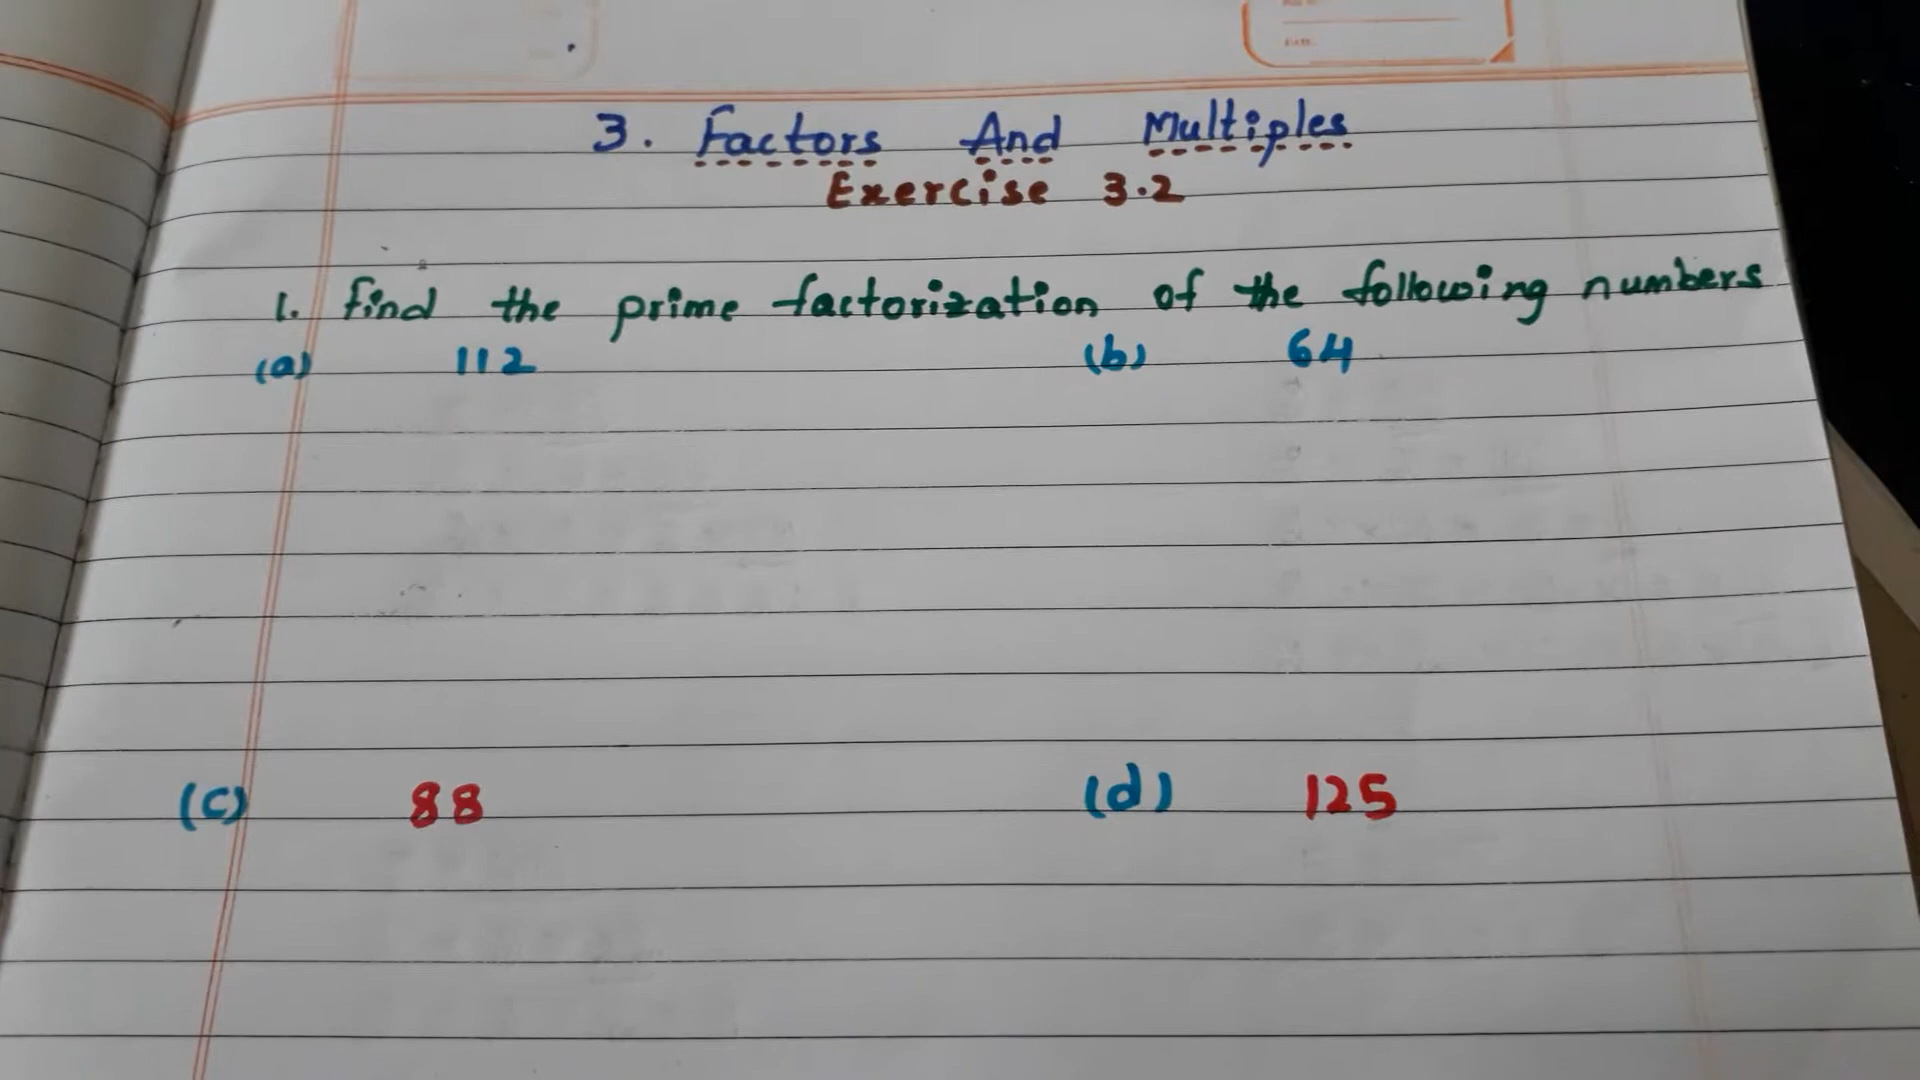 3. Factors And Multiples
Exercise 3.2
1. find the prime factorization of the following numbers
(a) 112 (b) 64
(c) 88 (d) 125